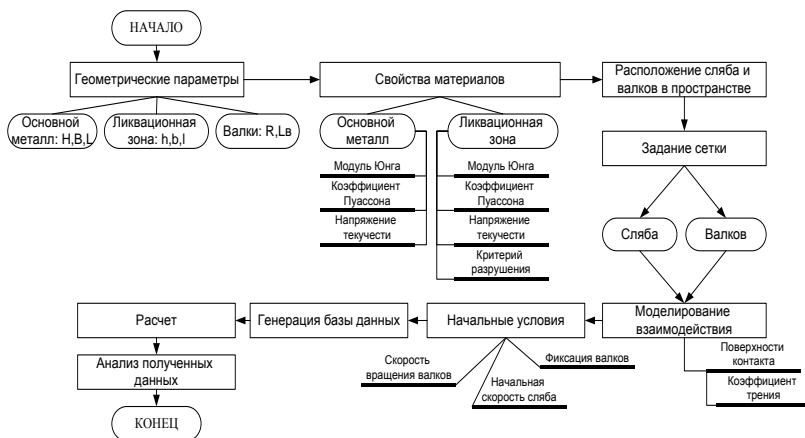 НАЧАЛО
Геометрические параметры
Свойства материалов
Расположение сляба и
валков в пространстве
Основной
металл: H,B,L
Ликвационная
зона: h,b,l
Валки: R,Lв
Основной
металл
Ликвационная
зона
Модуль Юнга
Коэффициент
Пуассона
Напряжение
текучести
Модуль Юнга
Коэффициент
Пуассона
Напряжение
текучести
Критерий
разрушения
Задание сетки
Сляба
Валков
Моделирование
взаимодействия
Поверхности
контакта
Коэффициент
трения
Начальные условия
Скорость
вращения валков
Начальная
скорость сляба
Фиксация валков
Генерация базы данных
Расчет
Анализ полученных
данных
КОНЕЦ